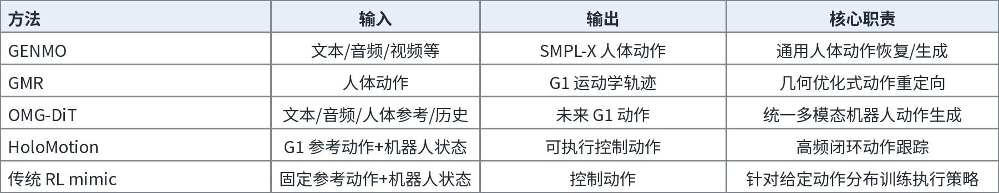 方法 输入 输出 核心职责
GENMO 文本/音频/视频等 SMPL-X 人体动作 通用人体动作恢复/生成
GMR 人体动作 G1 运动学轨迹 几何优化式动作重定向
OMG-DiT 文本/音频/人体参考/历史 未来 G1 动作 统一多模态机器人动作生成
HoloMotion G1 参考动作+机器人状态 可执行控制动作 高频闭环动作跟踪
传统 RL mimic 固定参考动作+机器人状态 控制动作 针对给定动作分布训练执行策略